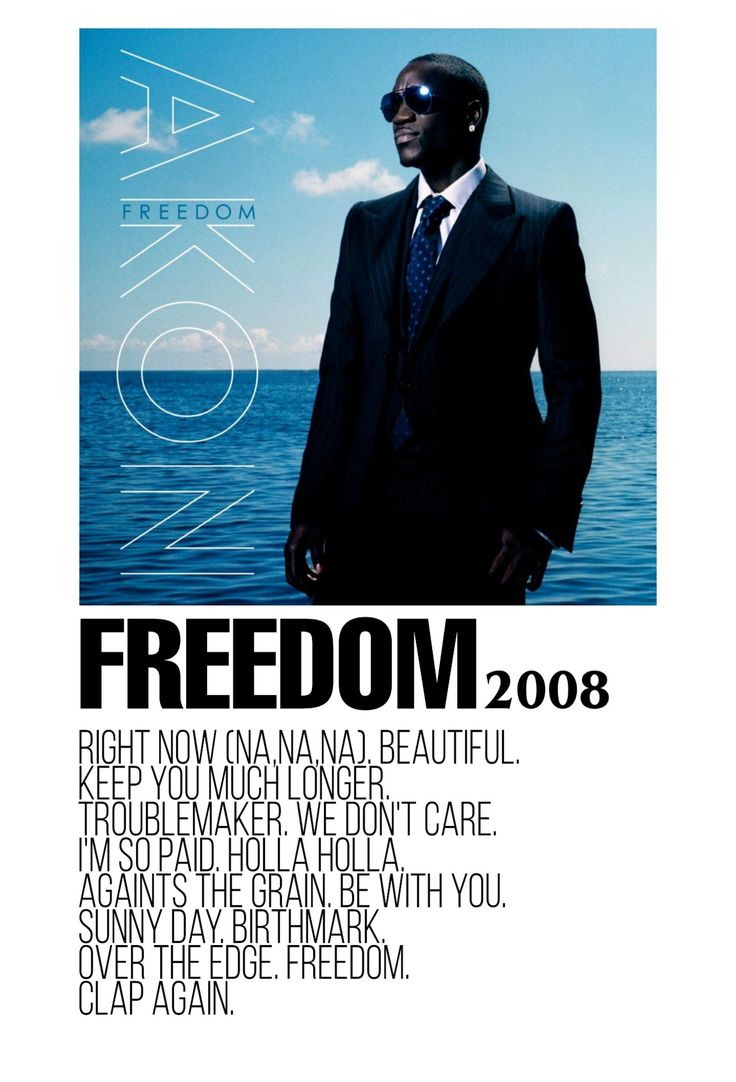 AKON
FREEDOM
FREEDOM 2008
RIGHT NOW (NA,NA,NA). BEAUTIFUL.
KEEP YOU MUCH LONGER.
TROUBLEMAKER. WE DON'T CARE.
I'M SO PAID. HOLLA HOLLA.
AGAINTS THE GRAIN. BE WITH YOU.
SUNNY DAY. BIRTHMARK.
OVER THE EDGE. FREEDOM.
CLAP AGAIN.